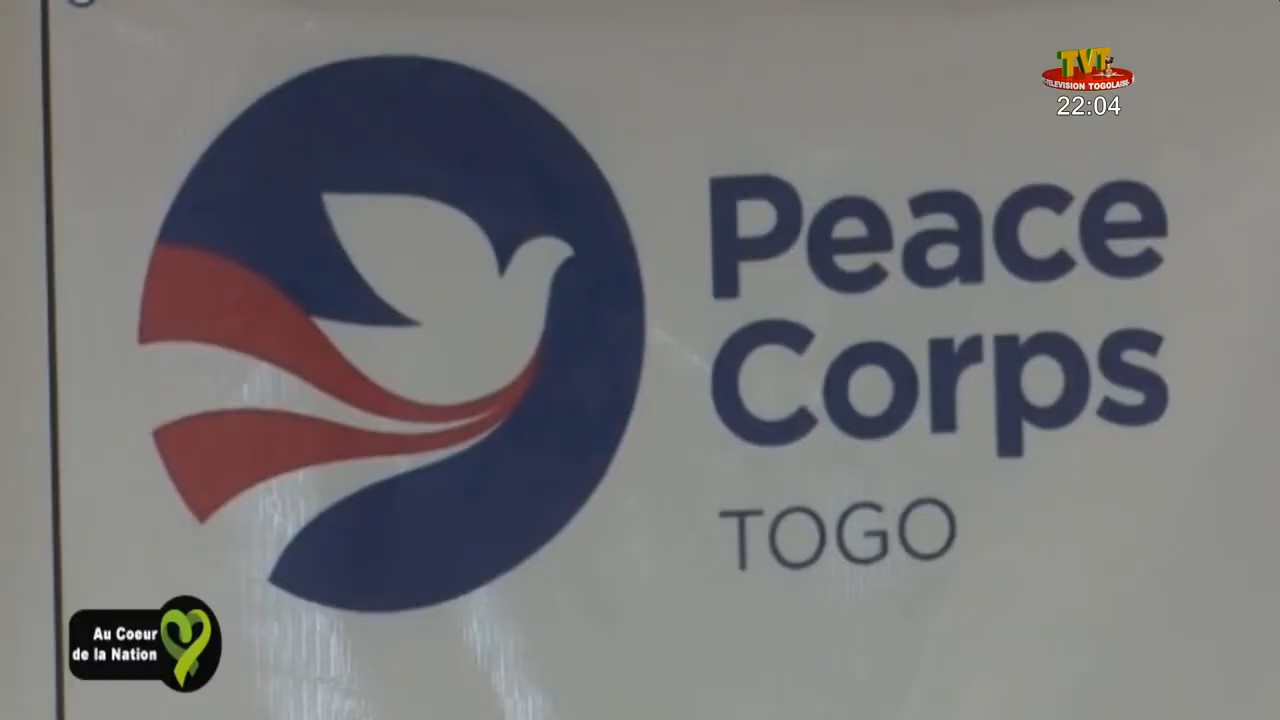 TVT
TELEVISION TOGOLAISE
22:04
Peace
Corps
TOGO
Au Coeur
de la Nation